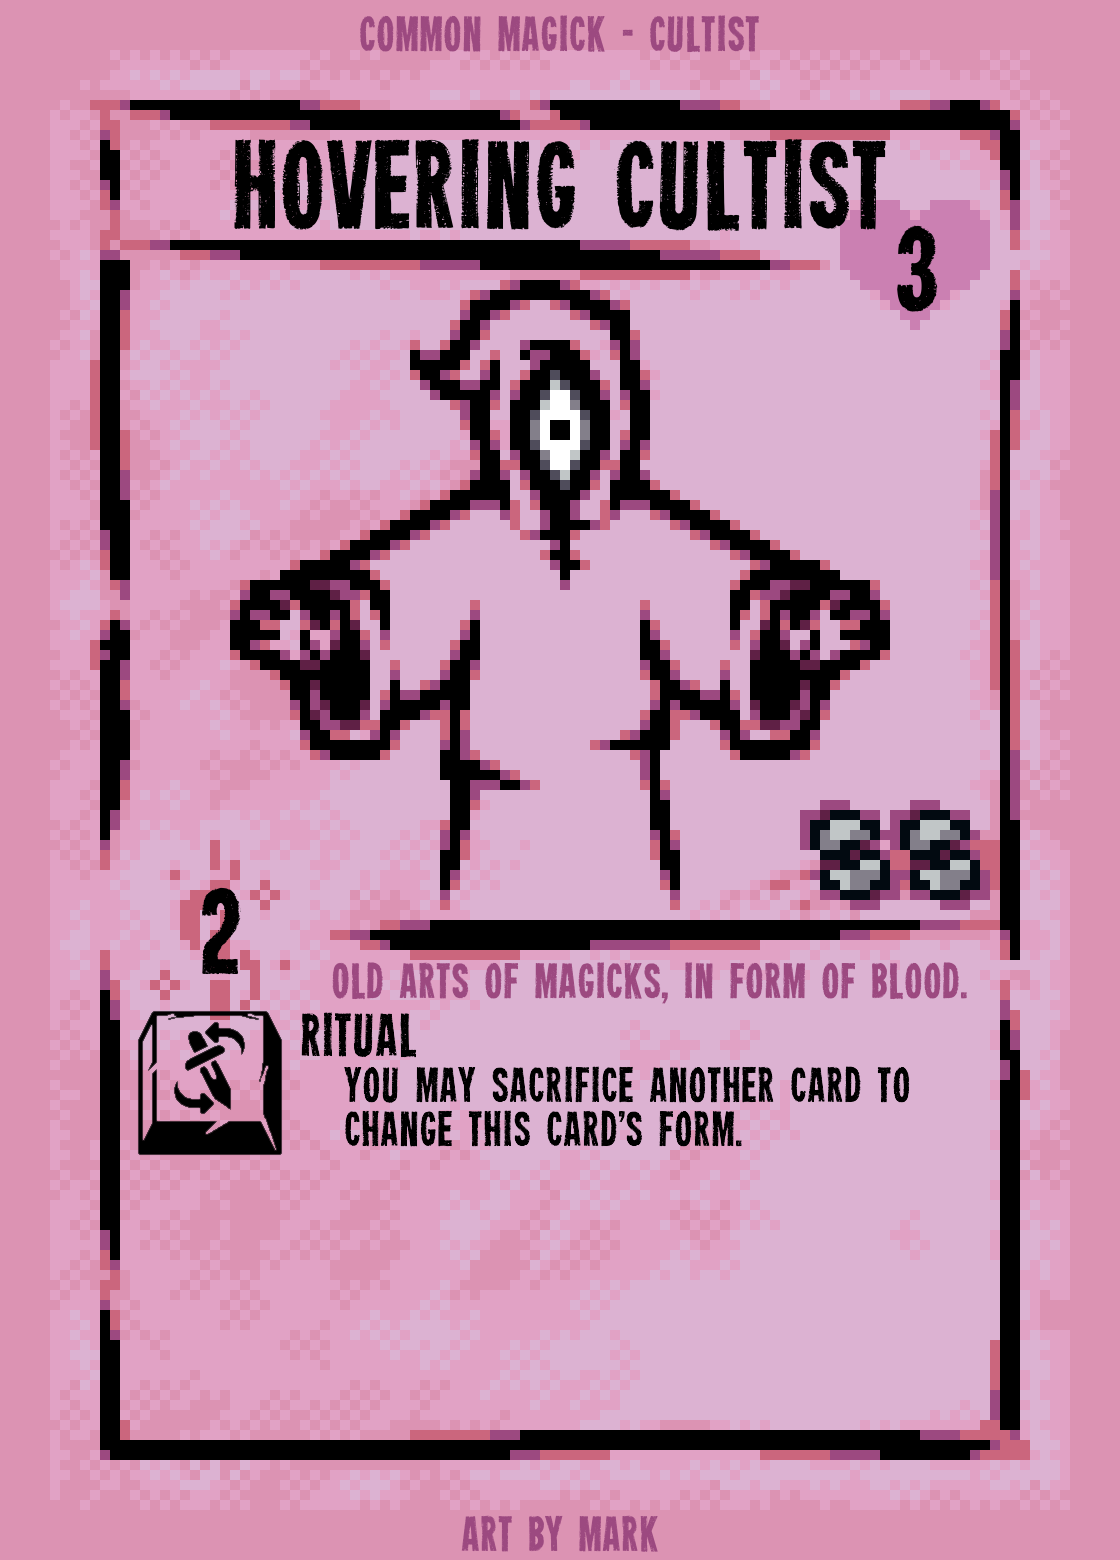 COMMON MAGICK - CULTIST
HOVERING CULTIST
3
2
OLD ARTS OF MAGICKS, IN FORM OF BLOOD.
RITUAL
YOU MAY SACRIFICE ANOTHER CARD TO
CHANGE THIS CARD'S FORM.
ART BY MARK